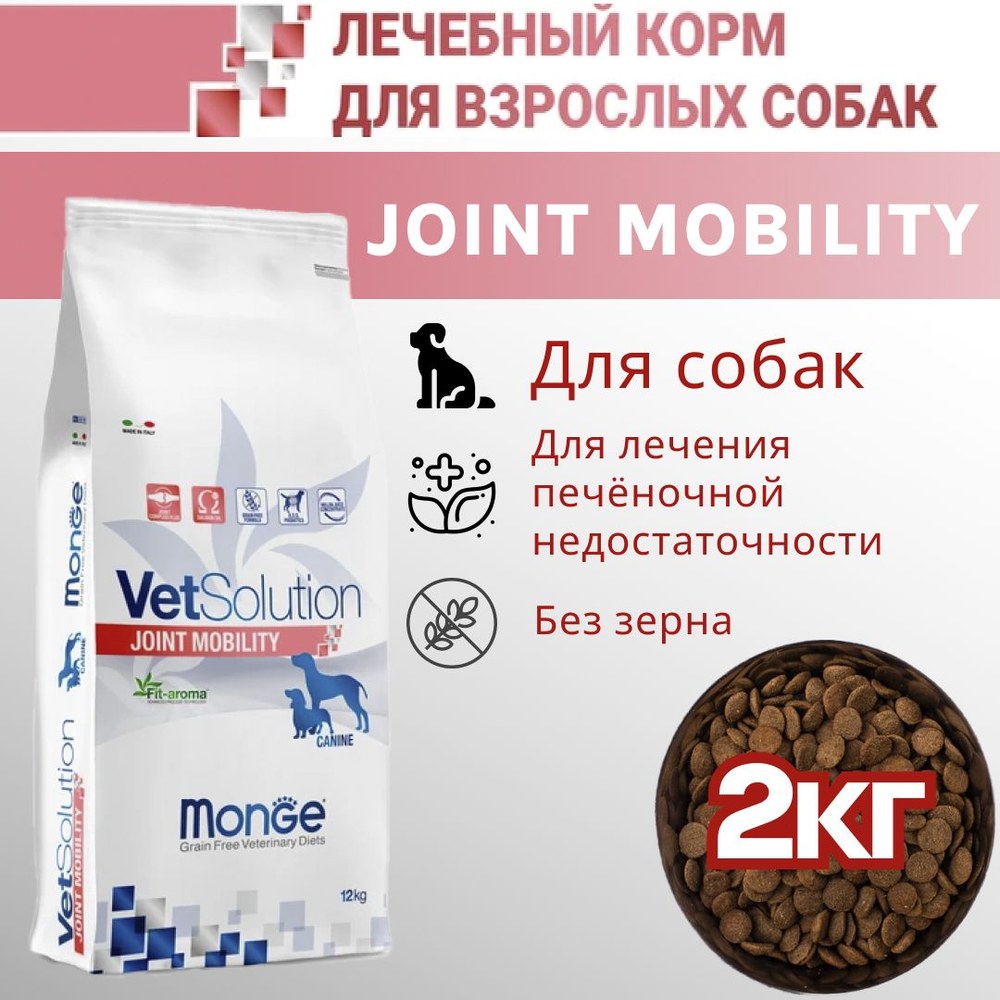 ЛЕЧЕБНЫЙ КОРМ
ДЛЯ ВЗРОСЛЫХ СОБАК
JOINT MOBILITY
Для собак
Для лечения
печёночной
недостаточности
Без зерна
2КГ
MADE IN ITALY
VetSolution
JOINT MOBILITY
Fit-aroma
CANINE
Monge
Grain Free Veterinary Diets
12kg
Monge
CANINE
VetSolution
JOINT MOBILITY